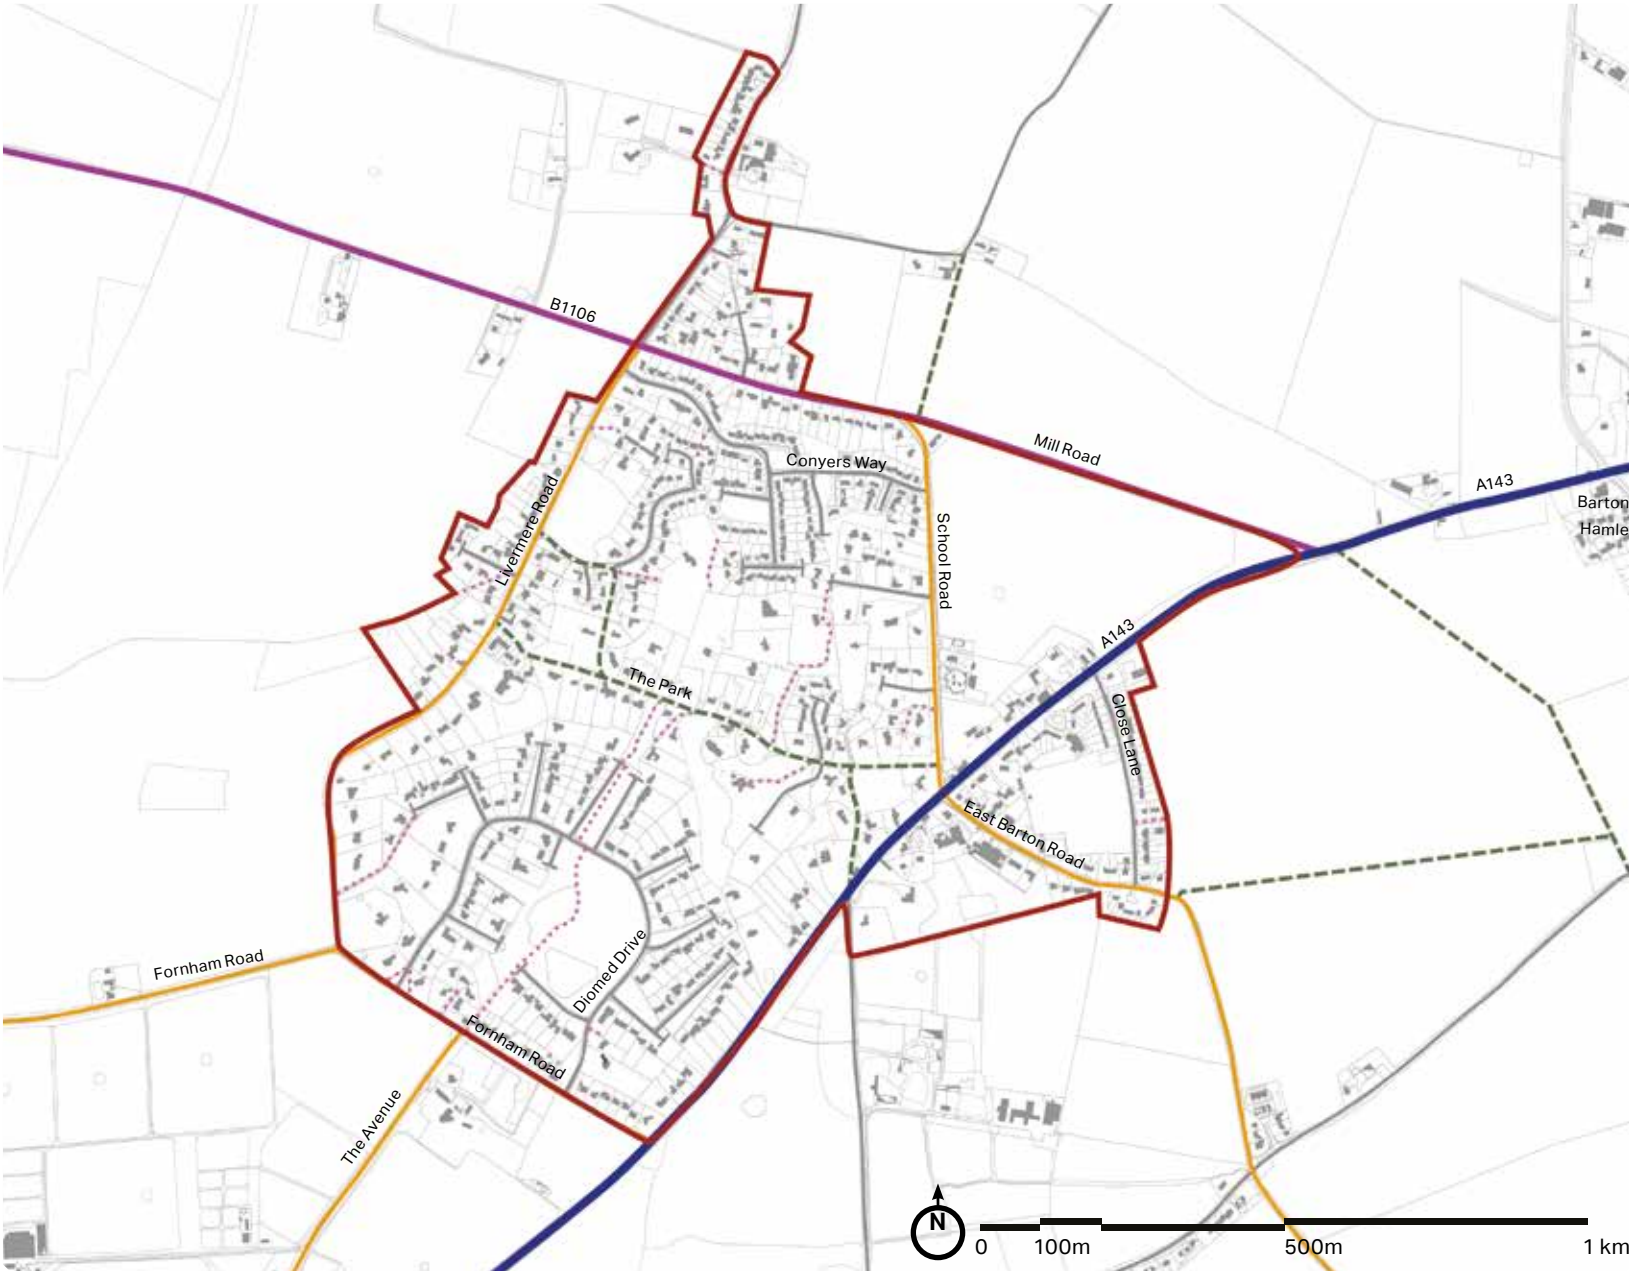 B1106
Mill Road
Conyers Way
A143
Barton
Hamle
Livermere Road
School Road
A143
The Park
Close Lane
East Barton Road
Diomed Drive
Fornham Road
Fornham Road
The Avenue
N
0 100m 500m 1 km